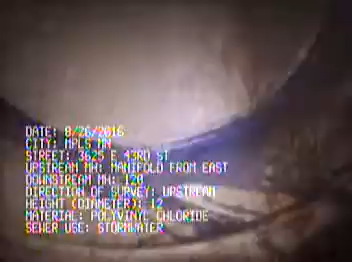 DATE: 8/26/2016
CITY: MPLS MN
STREET: 3625 E 43RD ST
UPSTREAM MH: MANIFOLD FROM EAST
DOWNSTREAM MH: 120
DIRECTION OF SURVEY: UPSTREAM
HEIGHT (DIAMETER): 12
MATERIAL: POLYVINYL CHLORIDE
SEWER USE: STORMWATER